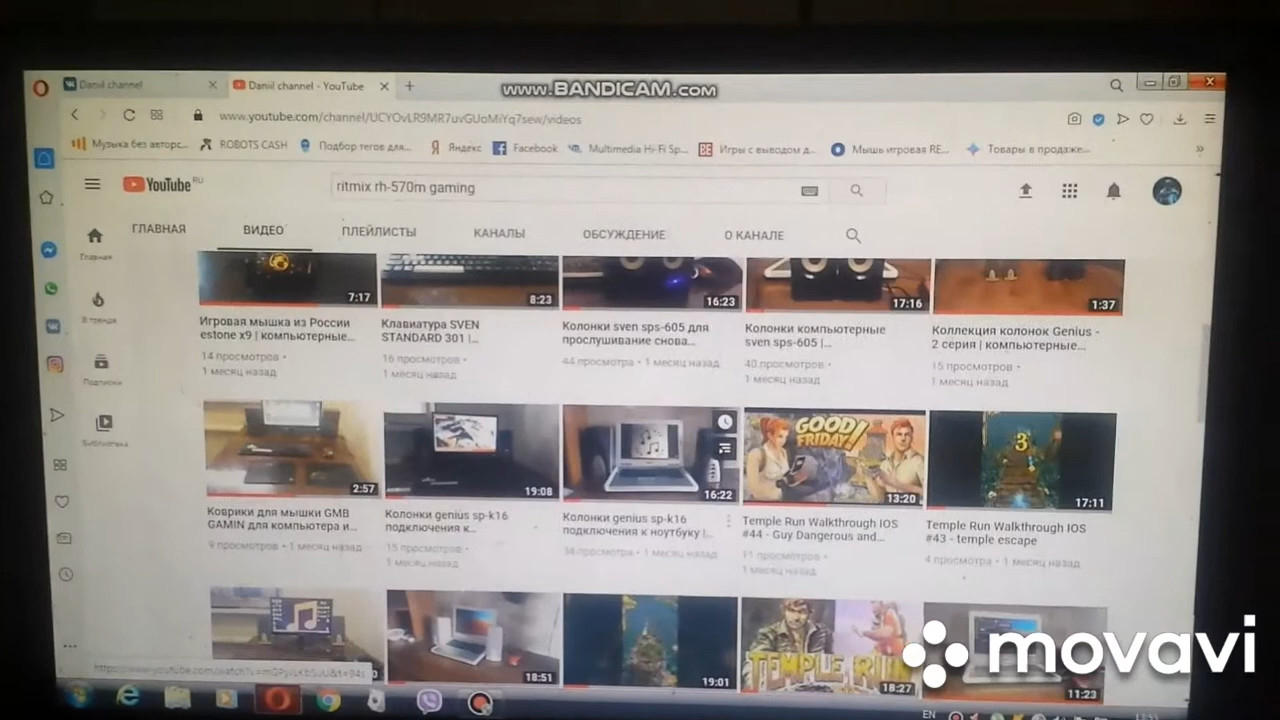 Daniil channel
Daniil channel - YouTube
www.BANDICAM.com
www.youtube.com/channel/UCYOvLR9MR7uvGUoMiYq7sew/videos
Музыка без авторс...
ROBOTS CASH
Подбор тегов для...
Яндекс
Facebook
Multimedia Hi-Fi Sp...
Игры с выводом д...
Мышь игровая RE...
Товары в продаже...
YouTube RU
ritmix rh-570m gaming
ГЛАВНАЯ
ВИДЕО
ПЛЕЙЛИСТЫ
КАНАЛЫ
ОБСУЖДЕНИЕ
О КАНАЛЕ
Главная
В тренде
Подписки
Библиотека
7:17
8:23
16:23
17:16
1:37
Игровая мышка из России
estone x9 | компьютерные...
14 просмотров •
1 месяц назад
Клавиатура SVEN
STANDARD 301 |...
16 просмотров •
1 месяц назад
Колонки sven sps-605 для
прослушивание снова...
44 просмотра • 1 месяц назад
Колонки компьютерные
sven sps-605 |...
40 просмотров •
1 месяц назад
Коллекция колонок Genius -
2 серия | компьютерные...
15 просмотров •
1 месяц назад
2:57
19:08
16:22
GOOD
FRIDAY!
13:20
3
17:11
Коврики для мышки GMB
GAMIN для компьютера и...
9 просмотров • 1 месяц назад
Колонки genius sp-k16
подключения к...
15 просмотров •
1 месяц назад
Колонки genius sp-k16
подключения к ноутбуку |...
34 просмотра • 1 месяц назад
Temple Run Walkthrough IOS
#44 - Guy Dangerous and...
11 просмотров •
1 месяц назад
Temple Run Walkthrough IOS
#43 - temple escape
4 просмотра • 1 месяц назад
18:51
19:01
TEMPLE RUN
18:27
11:23
movavi
EN